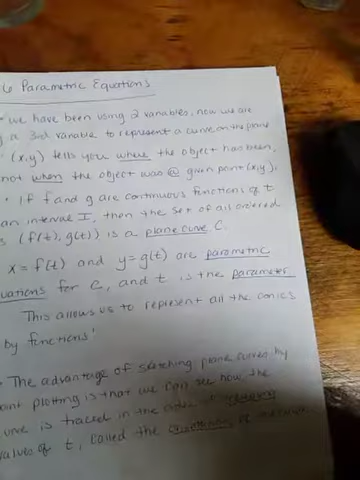 6 Parametric Equations
we have been using 2 variables, now we are
a 3rd variable to represent a curve on the plane
(x,y) tells you where the object has been,
not when the object was @ given point (x,y).
• If f and g are continuous functions of t
an interval I, then the set of all ordered
s (f(t), g(t)) is a plane curve C.
x = f(t) and y = g(t) are parametric
uations for C, and t is the parameter
This allows us to represent all the conics
by functions!
The advantage of sketching plane curves by
point plotting is that we can see how the
urve is traced in the
values of t, called the